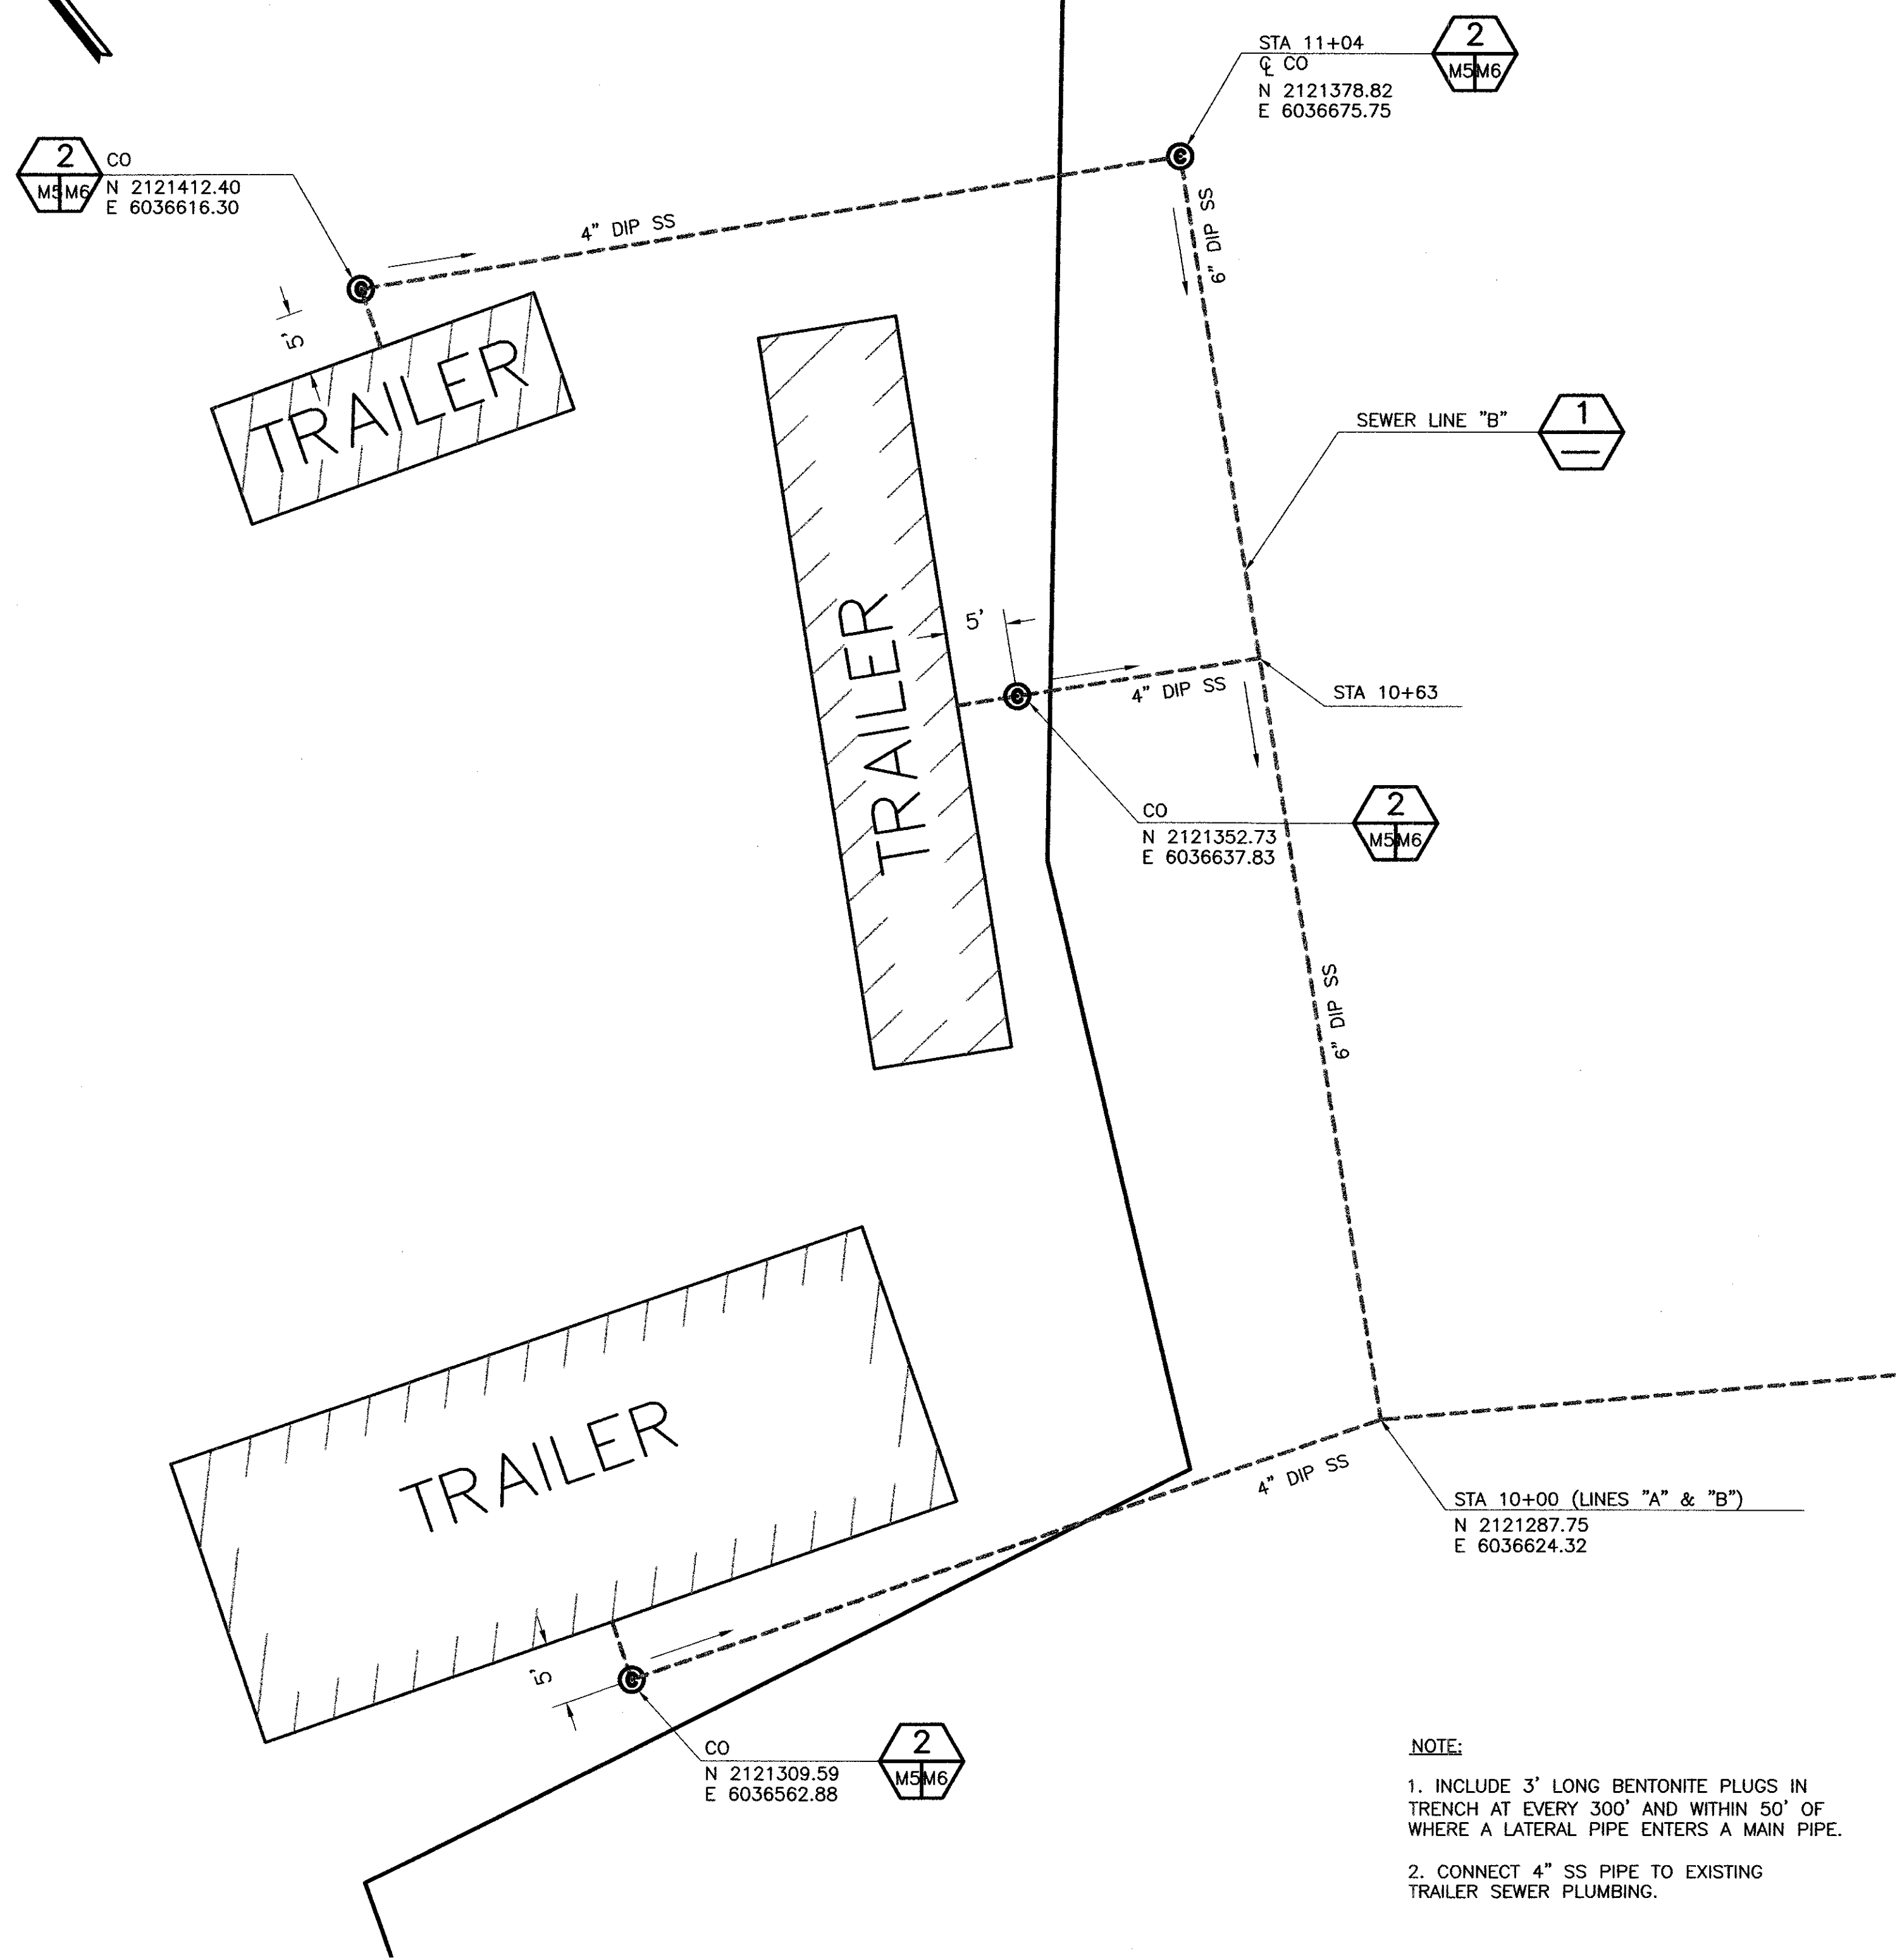 STA 11+04
℄ CO
N 2121378.82
E 6036675.75
2
M5 M6
2
M5 M6
CO
N 2121412.40
E 6036616.30
4" DIP SS
6" DIP SS
5'
TRAILER
SEWER LINE "B"
1
TRAILER
5'
4" DIP SS
STA 10+63
CO
N 2121352.73
E 6036637.83
2
M5 M6
6" DIP SS
TRAILER
4" DIP SS
STA 10+00 (LINES "A" & "B")
N 2121287.75
E 6036624.32
5'
CO
N 2121309.59
E 6036562.88
2
M5 M6
NOTE:
1. INCLUDE 3' LONG BENTONITE PLUGS IN
TRENCH AT EVERY 300' AND WITHIN 50' OF
WHERE A LATERAL PIPE ENTERS A MAIN PIPE.
2. CONNECT 4" SS PIPE TO EXISTING
TRAILER SEWER PLUMBING.